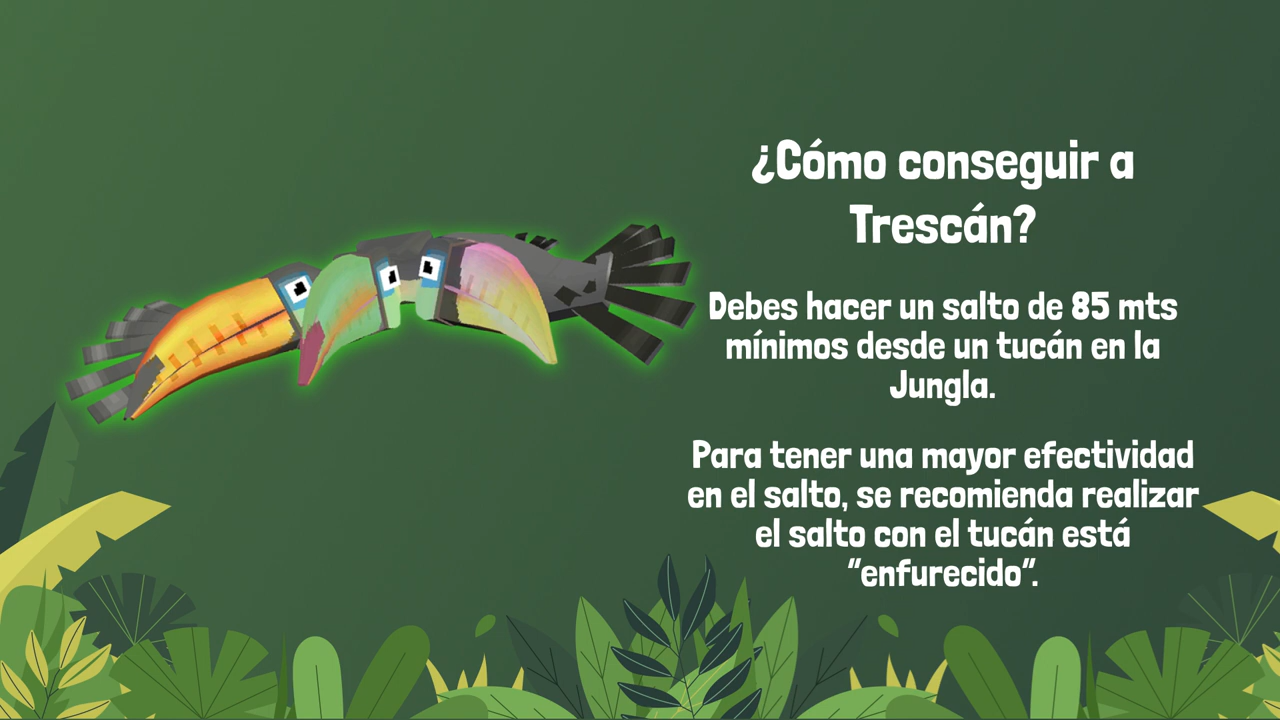 ¿Cómo conseguir a
Trescán?
Debes hacer un salto de 85 mts
mínimos desde un tucán en la
Jungla.
Para tener una mayor efectividad
en el salto, se recomienda realizar
el salto con el tucán está
“enfurecido”.